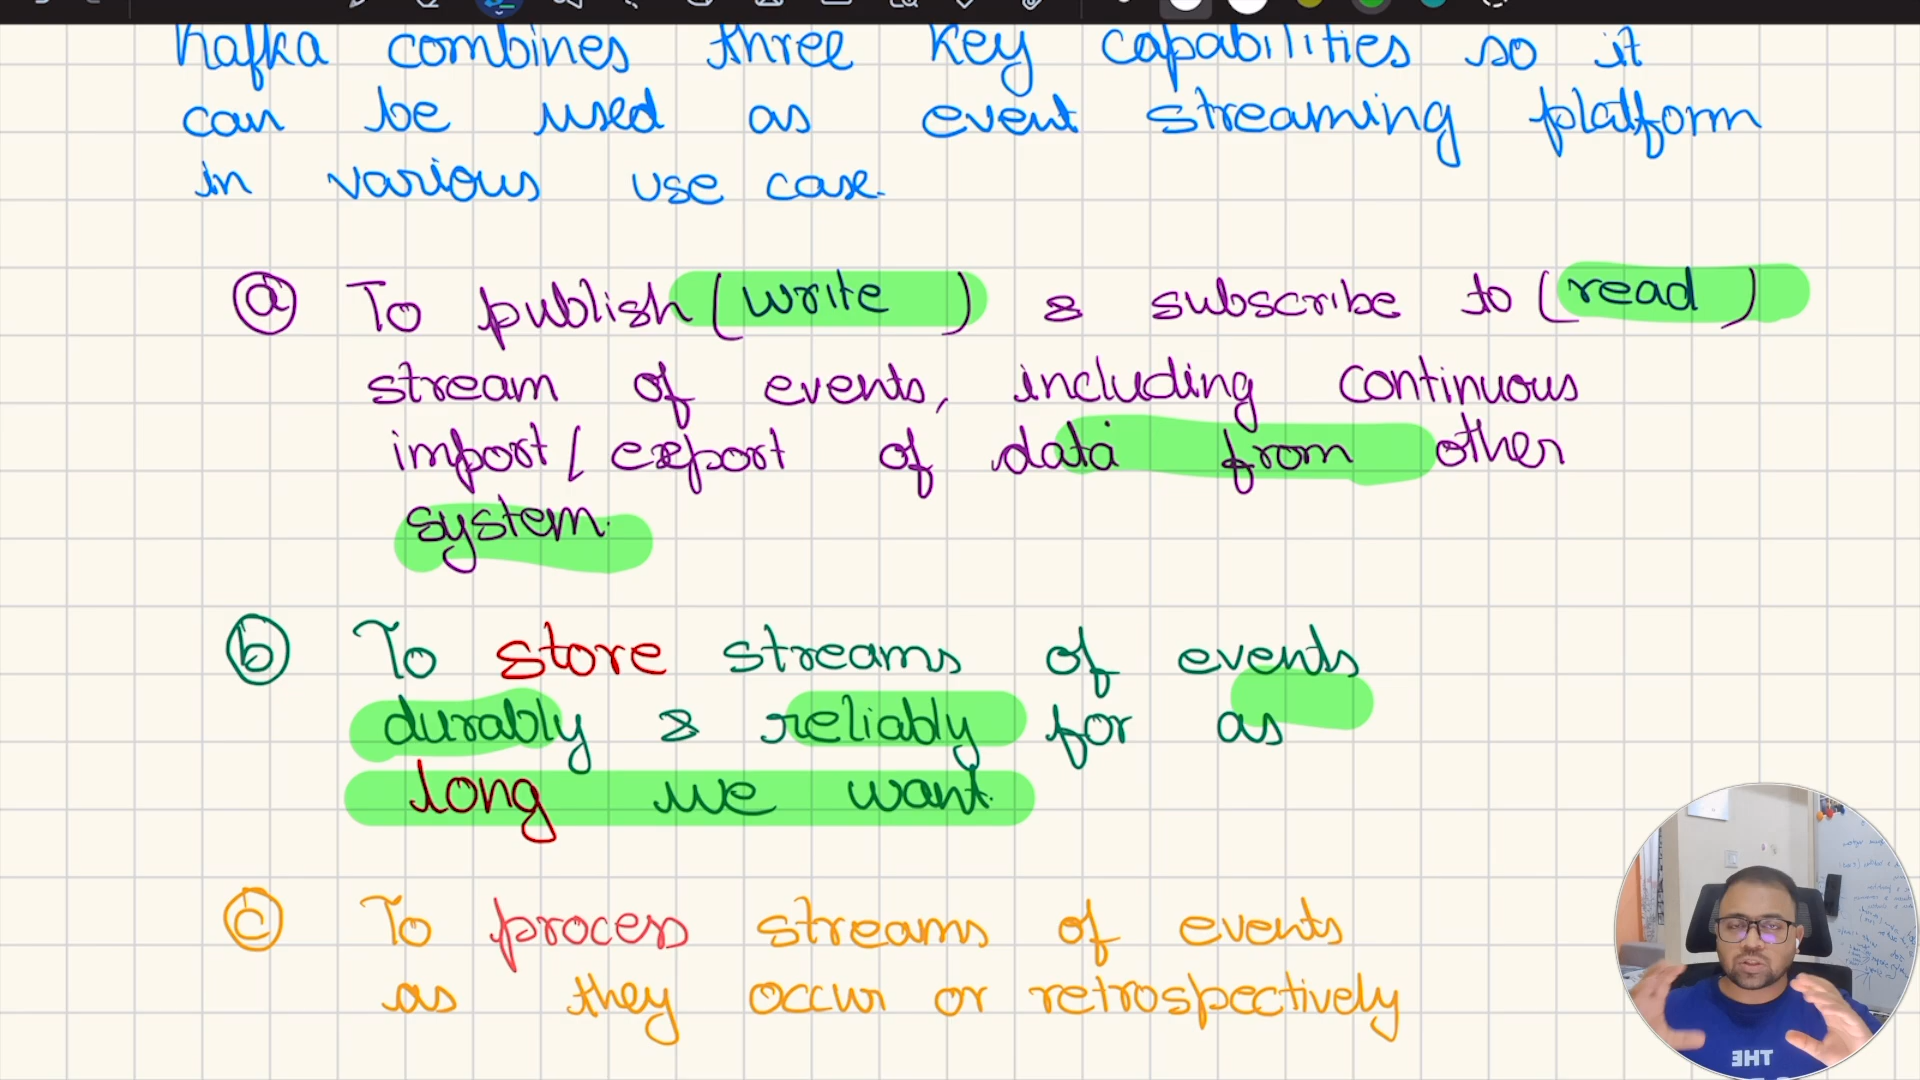 Kafka combines three key capabilities so it
can be used as event streaming platform
in various use case.
ⓐ To publish (write) & subscribe to (read)
stream of events, including continuous
import/export of data from other
system.
ⓑ To store streams of events
durably & reliably for as
long we want.
ⓒ To process streams of events
as they occur or retrospectively
THE